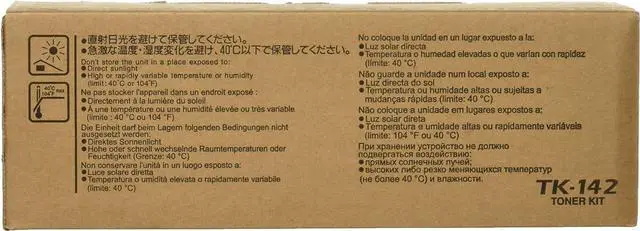 ●直射日光を避けて保管してください。
●急激な温度・湿度変化を避け、40℃以下で保管してください。
Don't store the unit in a place exposed to:
● Direct sunlight
● High or rapidly variable temperature or humidity
(limit: 40°C or 104°F)
Ne pas stocker l'appareil dans un endroit exposé :
● Directement à la lumière du soleil
● À une température ou une humidité élevée ou très variable
(limite : 40 °C ou 104 °F)
Die Einheit darf beim Lagern folgenden Bedingungen nicht
ausgesetzt werden:
● Direktes Sonnenlicht
● Hohe oder schnell wechselnde Raumtemperaturen oder
Feuchtigkeit (Grenze: 40 °C)
Non conservare l'unità in un luogo esposto a:
● Luce solare diretta
● Temperatura o umidità elevata o rapidamente variabile
(limite: 40 °C)
40°C
104°F max
No coloque la unidad en un lugar expuesto a la:
● Luz solar directa
● Temperatura o humedad elevadas o que varían con rapidez
(límite: 40 °C)
Não guarde a unidade num local exposto a:
● Luz directa do sol
● Temperatura ou humidade altas ou sujeitas a
mudanças rápidas (limite: 40 °C)
Não coloque a unidade em lugares expostos a:
● Luz solar direta
● Temperatura e umidade altas ou rapidamente variáveis
(limite: 104 °F ou 40 °C)
При хранении устройство не должно
подвергаться воздействию:
● прямых солнечных лучей;
● высоких либо резко меняющихся температур
(не более 40 °C) и влажности.
TK-142
TONER KIT